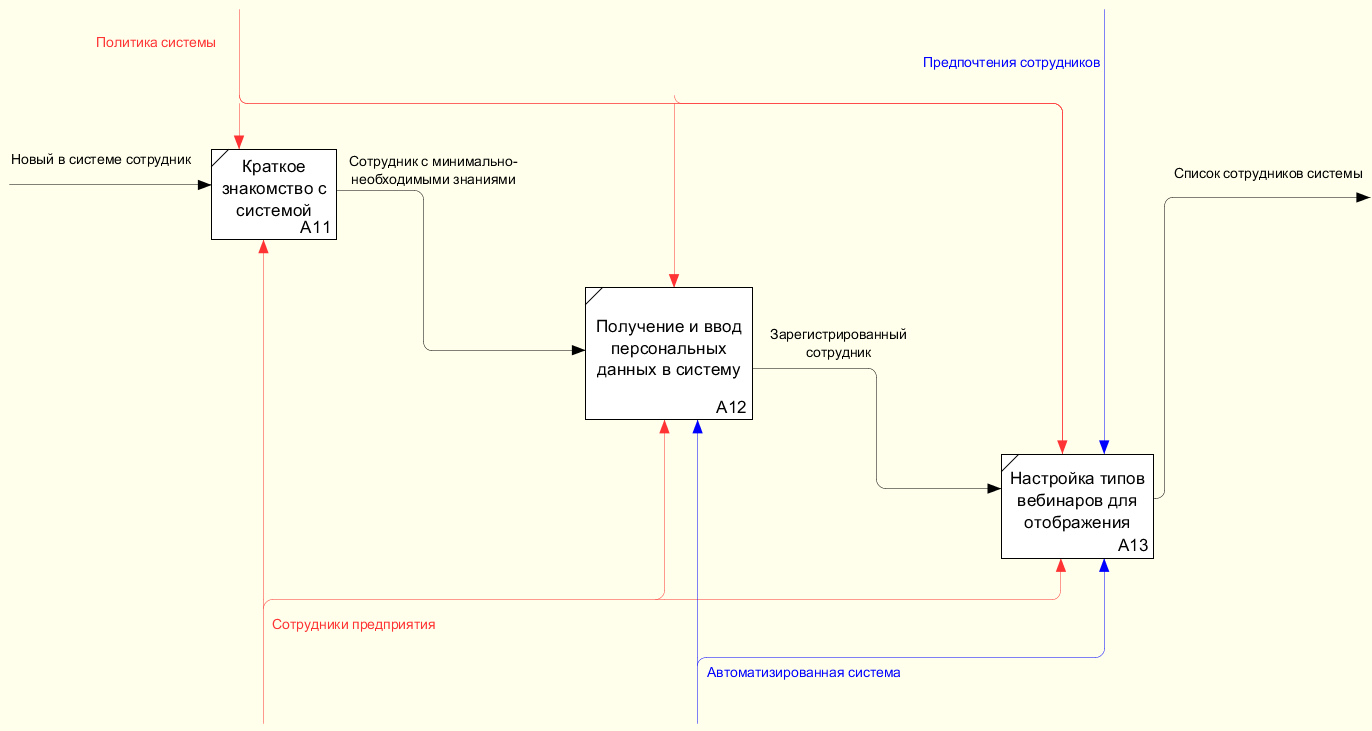 Политика системы
Предпочтения сотрудников
Новый в системе сотрудник
Краткое
знакомство с
системой
A11
Сотрудник с минимально-
необходимыми знаниями
Список сотрудников системы
Получение и ввод
персональных
данных в систему
A12
Зарегистрированный
сотрудник
Настройка типов
вебинаров для
отображения
A13
Сотрудники предприятия
Автоматизированная система